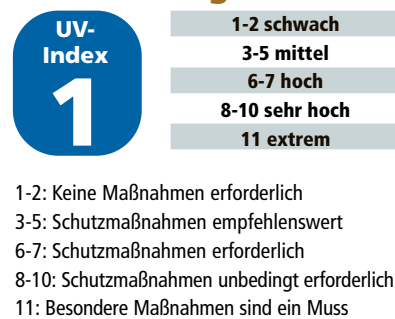 UV-
Index
1
1-2 schwach
3-5 mittel
6-7 hoch
8-10 sehr hoch
11 extrem
1-2: Keine Maßnahmen erforderlich
3-5: Schutzmaßnahmen empfehlenswert
6-7: Schutzmaßnahmen erforderlich
8-10: Schutzmaßnahmen unbedingt erforderlich
11: Besondere Maßnahmen sind ein Muss